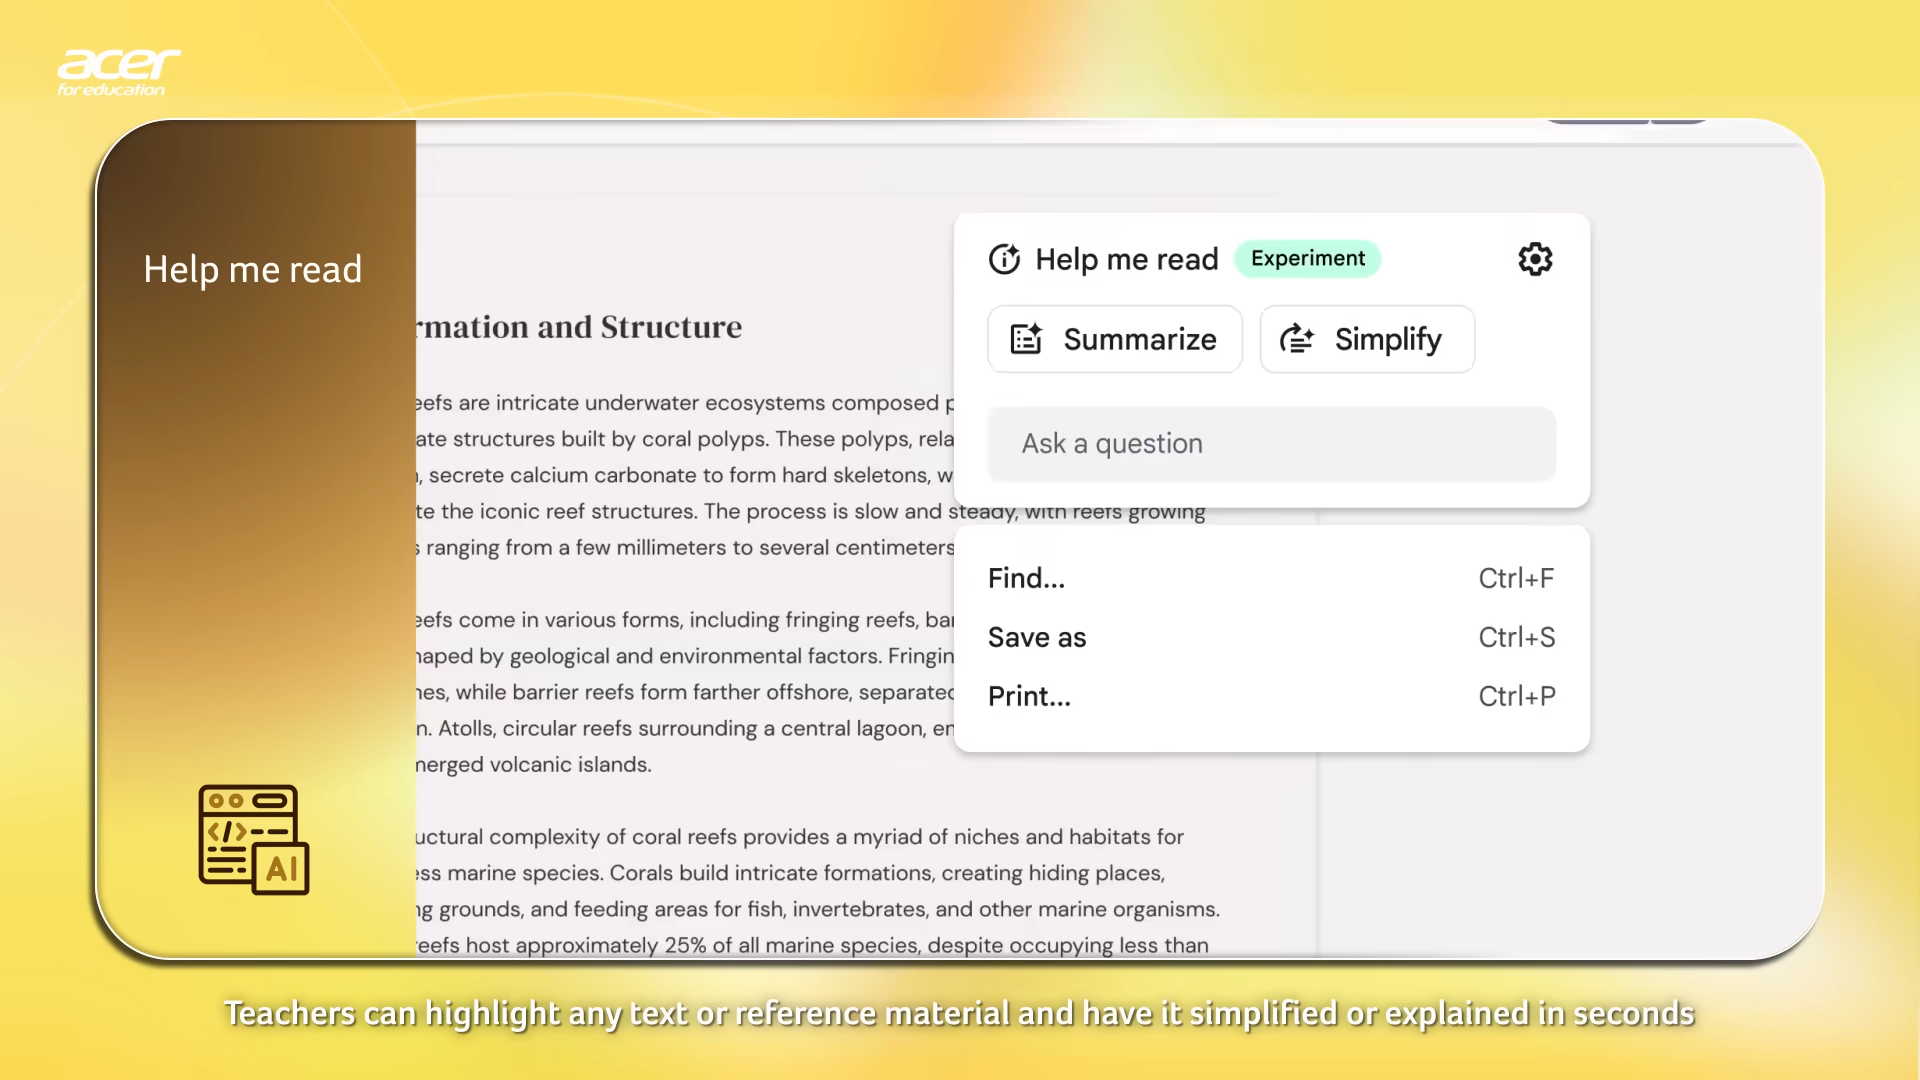 acer
for education
Help me read
rmation and Structure
eefs are intricate underwater ecosystems composed p
ate structures built by coral polyps. These polyps, rela
, secrete calcium carbonate to form hard skeletons, w
te the iconic reef structures. The process is slow and steady, with reefs growing
s ranging from a few millimeters to several centimeters
eefs come in various forms, including fringing reefs, bar
haped by geological and environmental factors. Fringin
nes, while barrier reefs form farther offshore, separated
n. Atolls, circular reefs surrounding a central lagoon, em
merged volcanic islands.
uctural complexity of coral reefs provides a myriad of niches and habitats for
ess marine species. Corals build intricate formations, creating hiding places,
ng grounds, and feeding areas for fish, invertebrates, and other marine organisms.
reefs host approximately 25% of all marine species, despite occupying less than
Help me read Experiment
Summarize Simplify
Ask a question
Find... Ctrl+F
Save as Ctrl+S
Print... Ctrl+P
</> AI
Teachers can highlight any text or reference material and have it simplified or explained in seconds